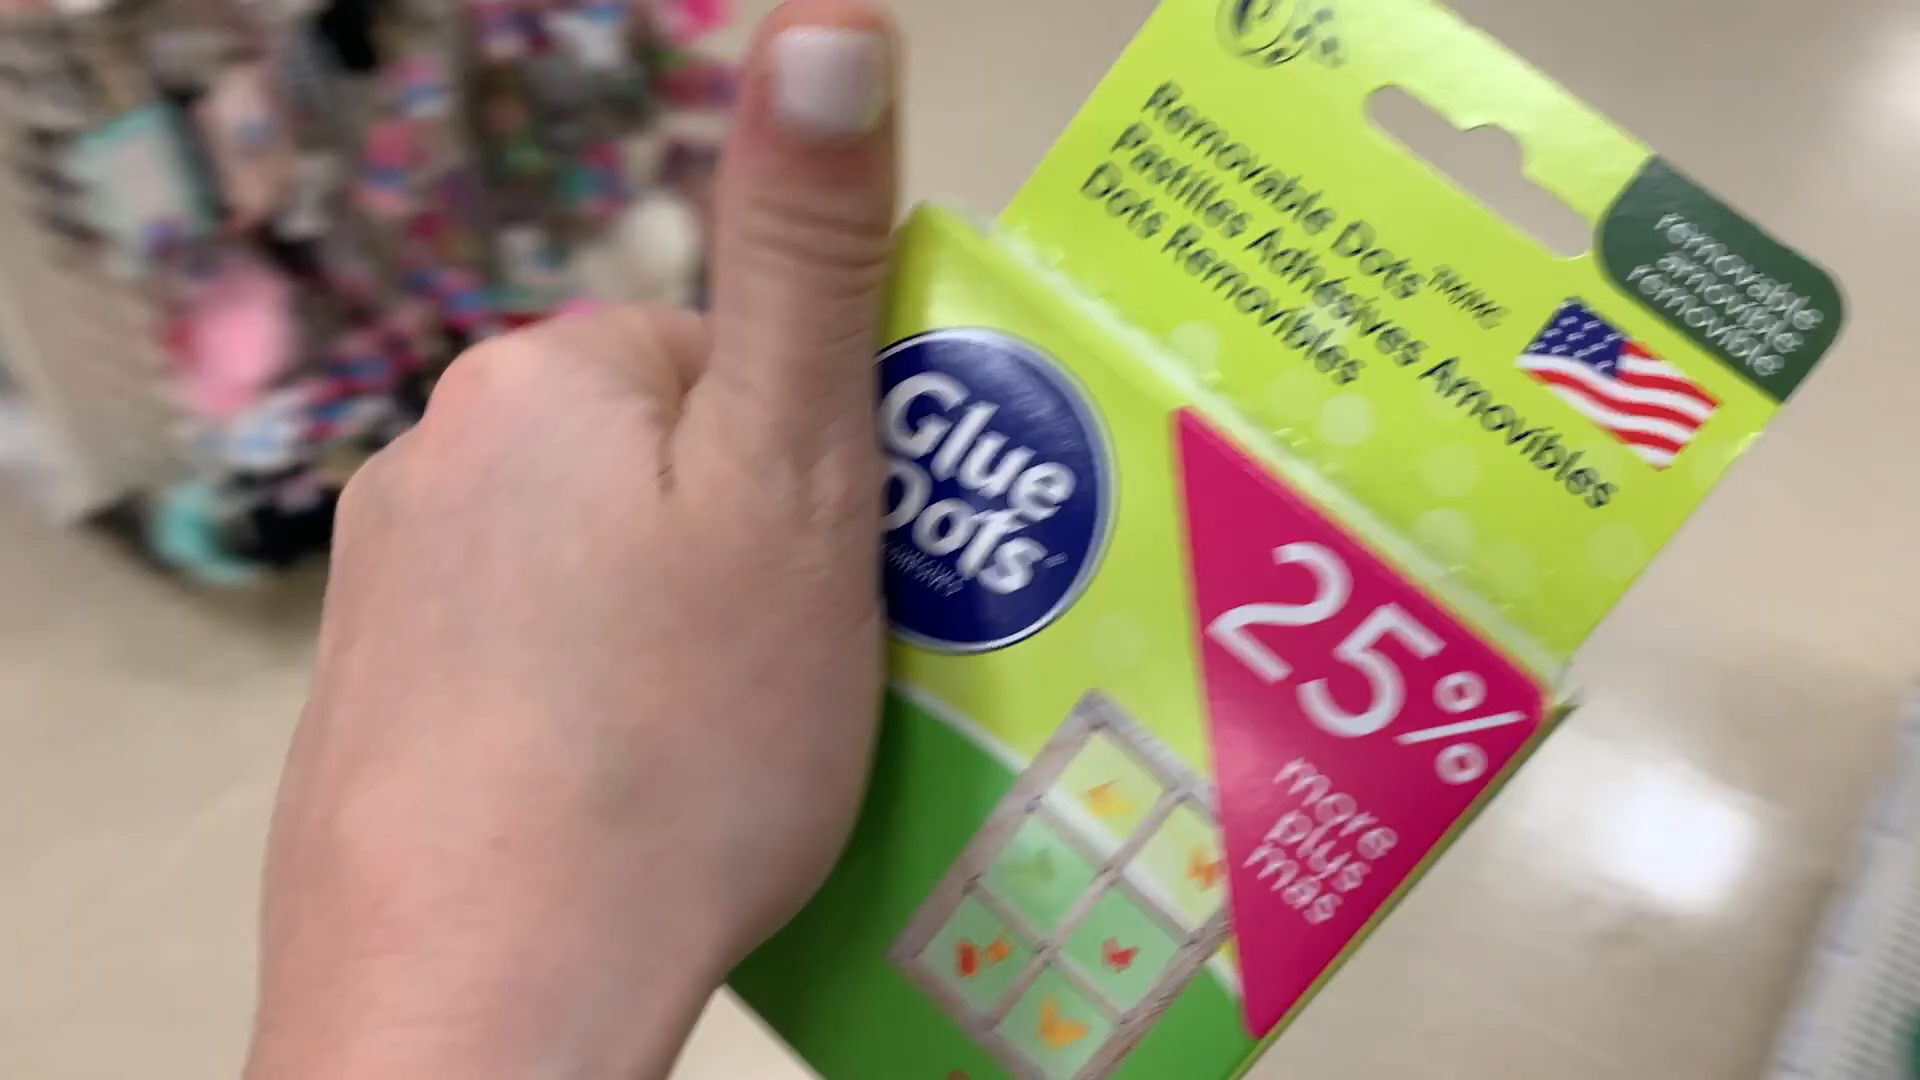 Removable Dots™/MC
Pastilles Adhésives Amovibles
Dots Removibles
removable
amovible
removible
Glue
Dots
25%
more
plus
más